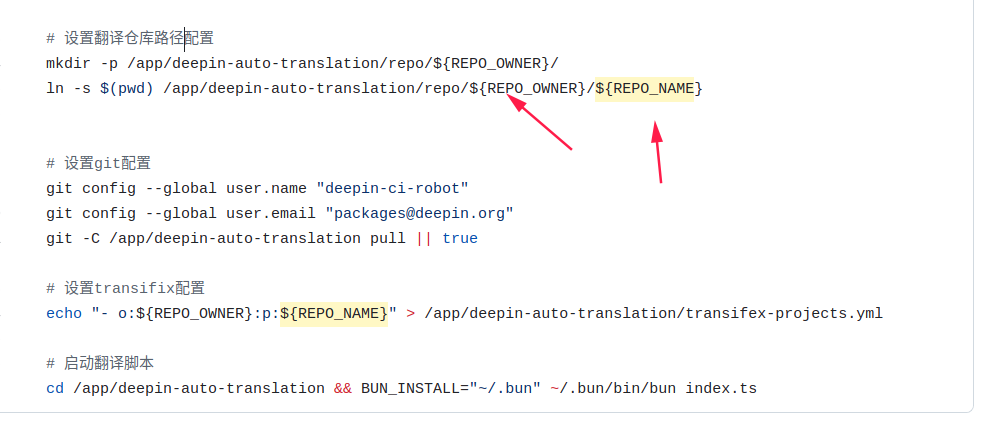 # 设置翻译仓库路径配置
mkdir -p /app/deepin-auto-translation/repo/${REPO_OWNER}/
ln -s $(pwd) /app/deepin-auto-translation/repo/${REPO_OWNER}/${REPO_NAME}
# 设置git配置
git config --global user.name "deepin-ci-robot"
git config --global user.email "packages@deepin.org"
git -C /app/deepin-auto-translation pull || true
# 设置transifix配置
echo "- o:${REPO_OWNER}:p:${REPO_NAME}" > /app/deepin-auto-translation/transifex-projects.yml
# 启动翻译脚本
cd /app/deepin-auto-translation && BUN_INSTALL="~/.bun" ~/.bun/bin/bun index.ts